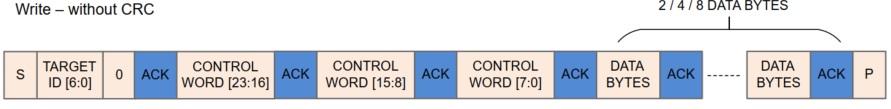 Write – without CRC
2 / 4 / 8 DATA BYTES
S
TARGET
ID [6:0]
0
ACK
CONTROL
WORD [23:16]
ACK
CONTROL
WORD [15:8]
ACK
CONTROL
WORD [7:0]
ACK
DATA
BYTES
ACK
DATA
BYTES
ACK
P